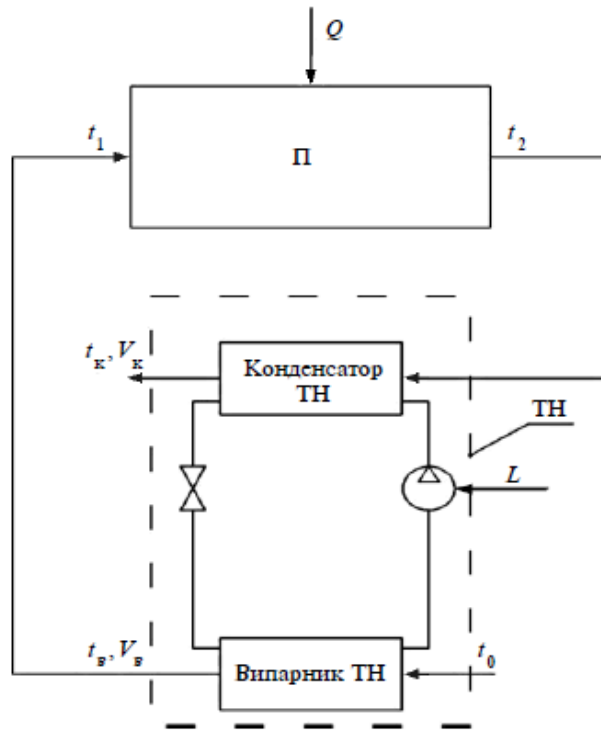 Q
t₁
П
t₂
tк, Vк
Конденсатор
ТН
ТН
L
tв, Vв
Випарник ТН
t₀